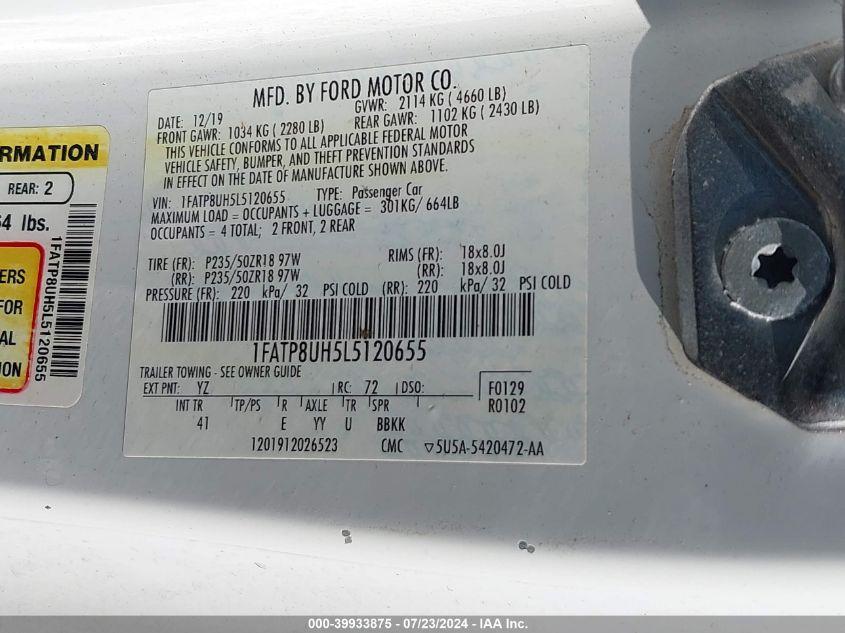 MFD. BY FORD MOTOR CO.
DATE: 12/19 GVWR: 2114 KG ( 4660 LB)
FRONT GAWR: 1034 KG ( 2280 LB) REAR GAWR: 1102 KG ( 2430 LB)
THIS VEHICLE CONFORMS TO ALL APPLICABLE FEDERAL MOTOR
VEHICLE SAFETY, BUMPER, AND THEFT PREVENTION STANDARDS
IN EFFECT ON THE DATE OF MANUFACTURE SHOWN ABOVE.
VIN: 1FATP8UH5L5120655 TYPE: Passenger Car
MAXIMUM LOAD = OCCUPANTS + LUGGAGE = 301KG/ 664LB
OCCUPANTS = 4 TOTAL; 2 FRONT, 2 REAR
TIRE (FR): P235/50ZR18 97W RIMS (FR): 18x8.0J
(RR): P235/50ZR18 97W (RR): 18x8.0J
PRESSURE (FR): 220 kPa/ 32 PSI COLD (RR): 220 kPa/ 32 PSI COLD
1FATP8UH5L5120655
TRAILER TOWING - SEE OWNER GUIDE
EXT PNT: YZ RC: 72 DSO: F0129
INT TR TP/PS R AXLE TR SPR R0102
41 E YY U BBKK
1201912026523 CMC ▽5U5A-5420472-AA
RMATION
REAR: 2
64 lbs.
ERS
FOR
AL
ION
1FATP8UH5L5120655
000-39933875 - 07/23/2024 - IAA Inc.